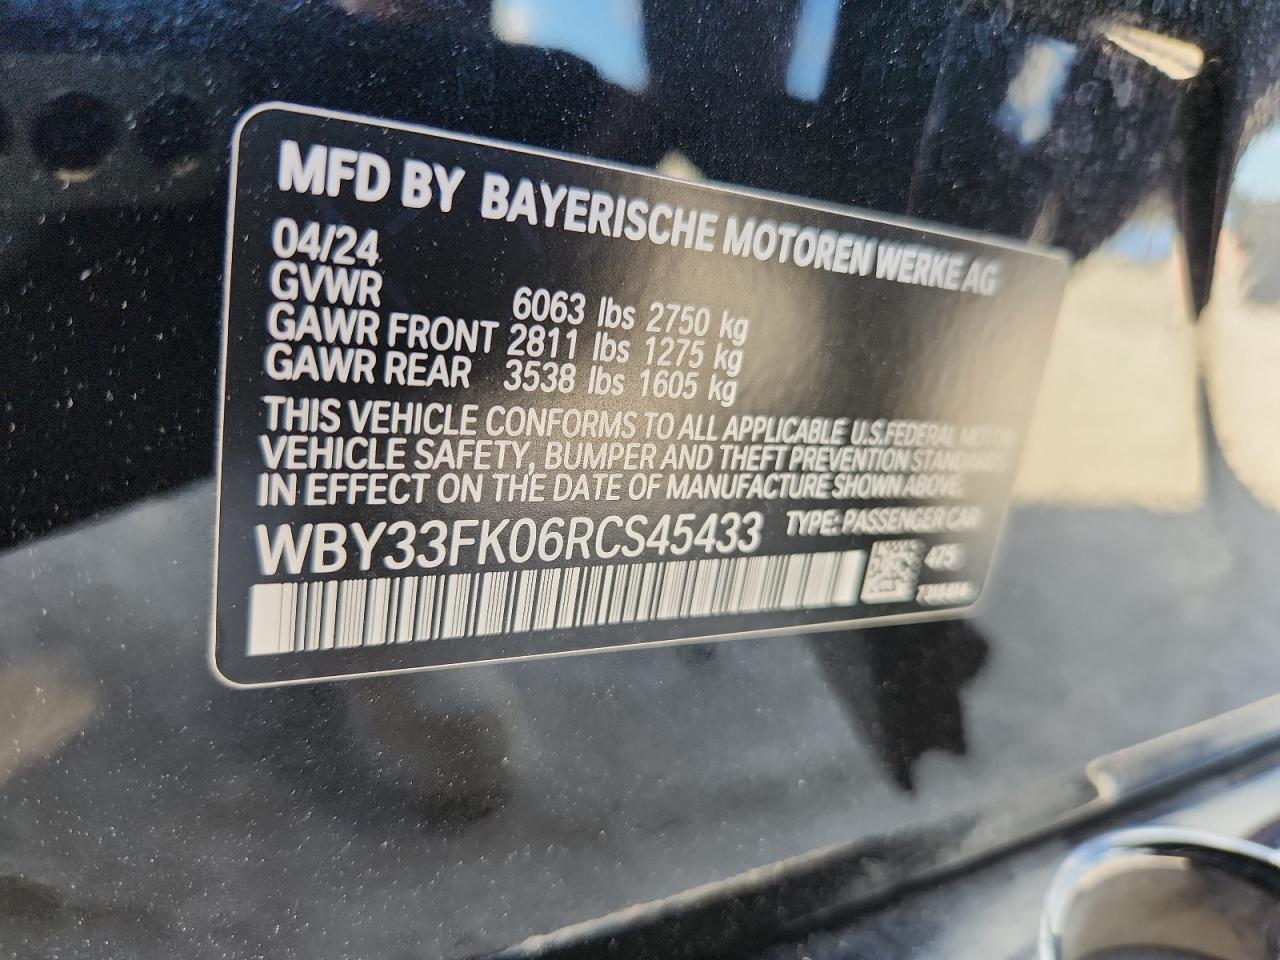 MFD BY BAYERISCHE MOTOREN WERKE AG
04/24
GVWR 6063 lbs 2750 kg
GAWR FRONT 2811 lbs 1275 kg
GAWR REAR 3538 lbs 1605 kg
THIS VEHICLE CONFORMS TO ALL APPLICABLE U.S.FEDERAL MOTOR
VEHICLE SAFETY, BUMPER AND THEFT PREVENTION STANDARDS
IN EFFECT ON THE DATE OF MANUFACTURE SHOWN ABOVE.
WBY33FK06RCS45433 TYPE: PASSENGER CAR
475